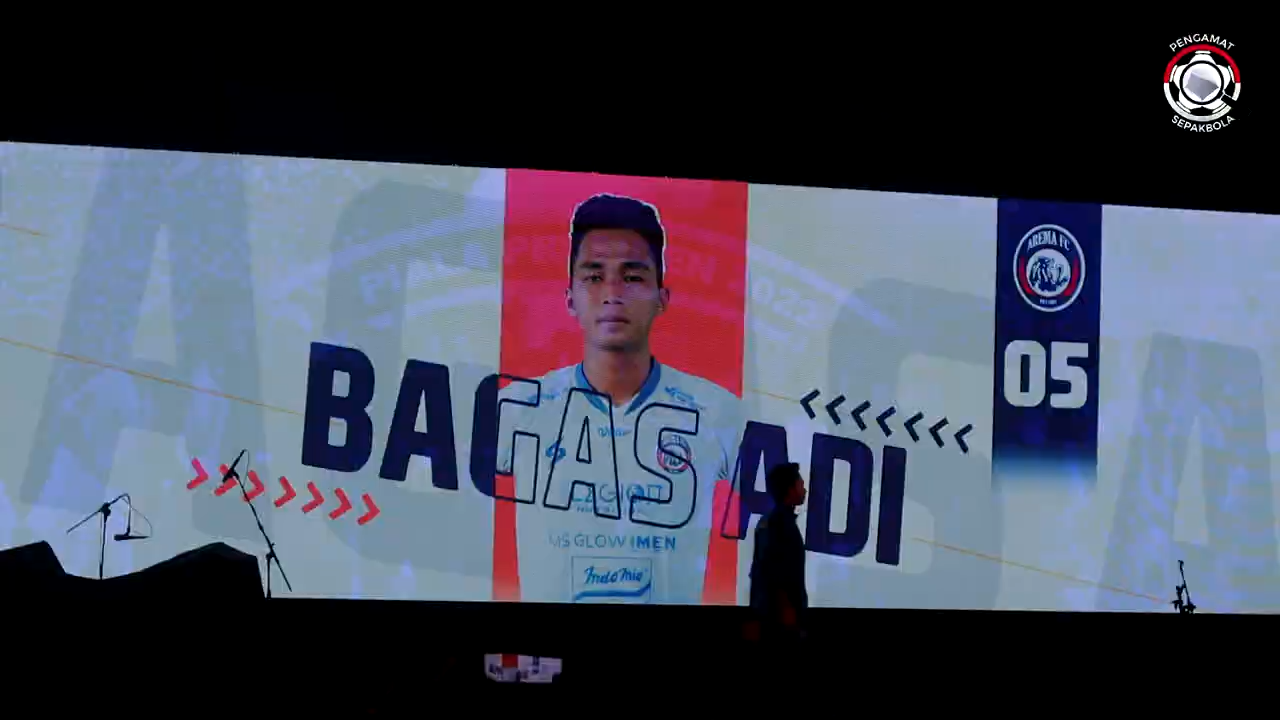 PENGAMAT
SEPAKBOLA
AREMA FC
05
BAGAS ADI
MS GLOW MEN
Indomie